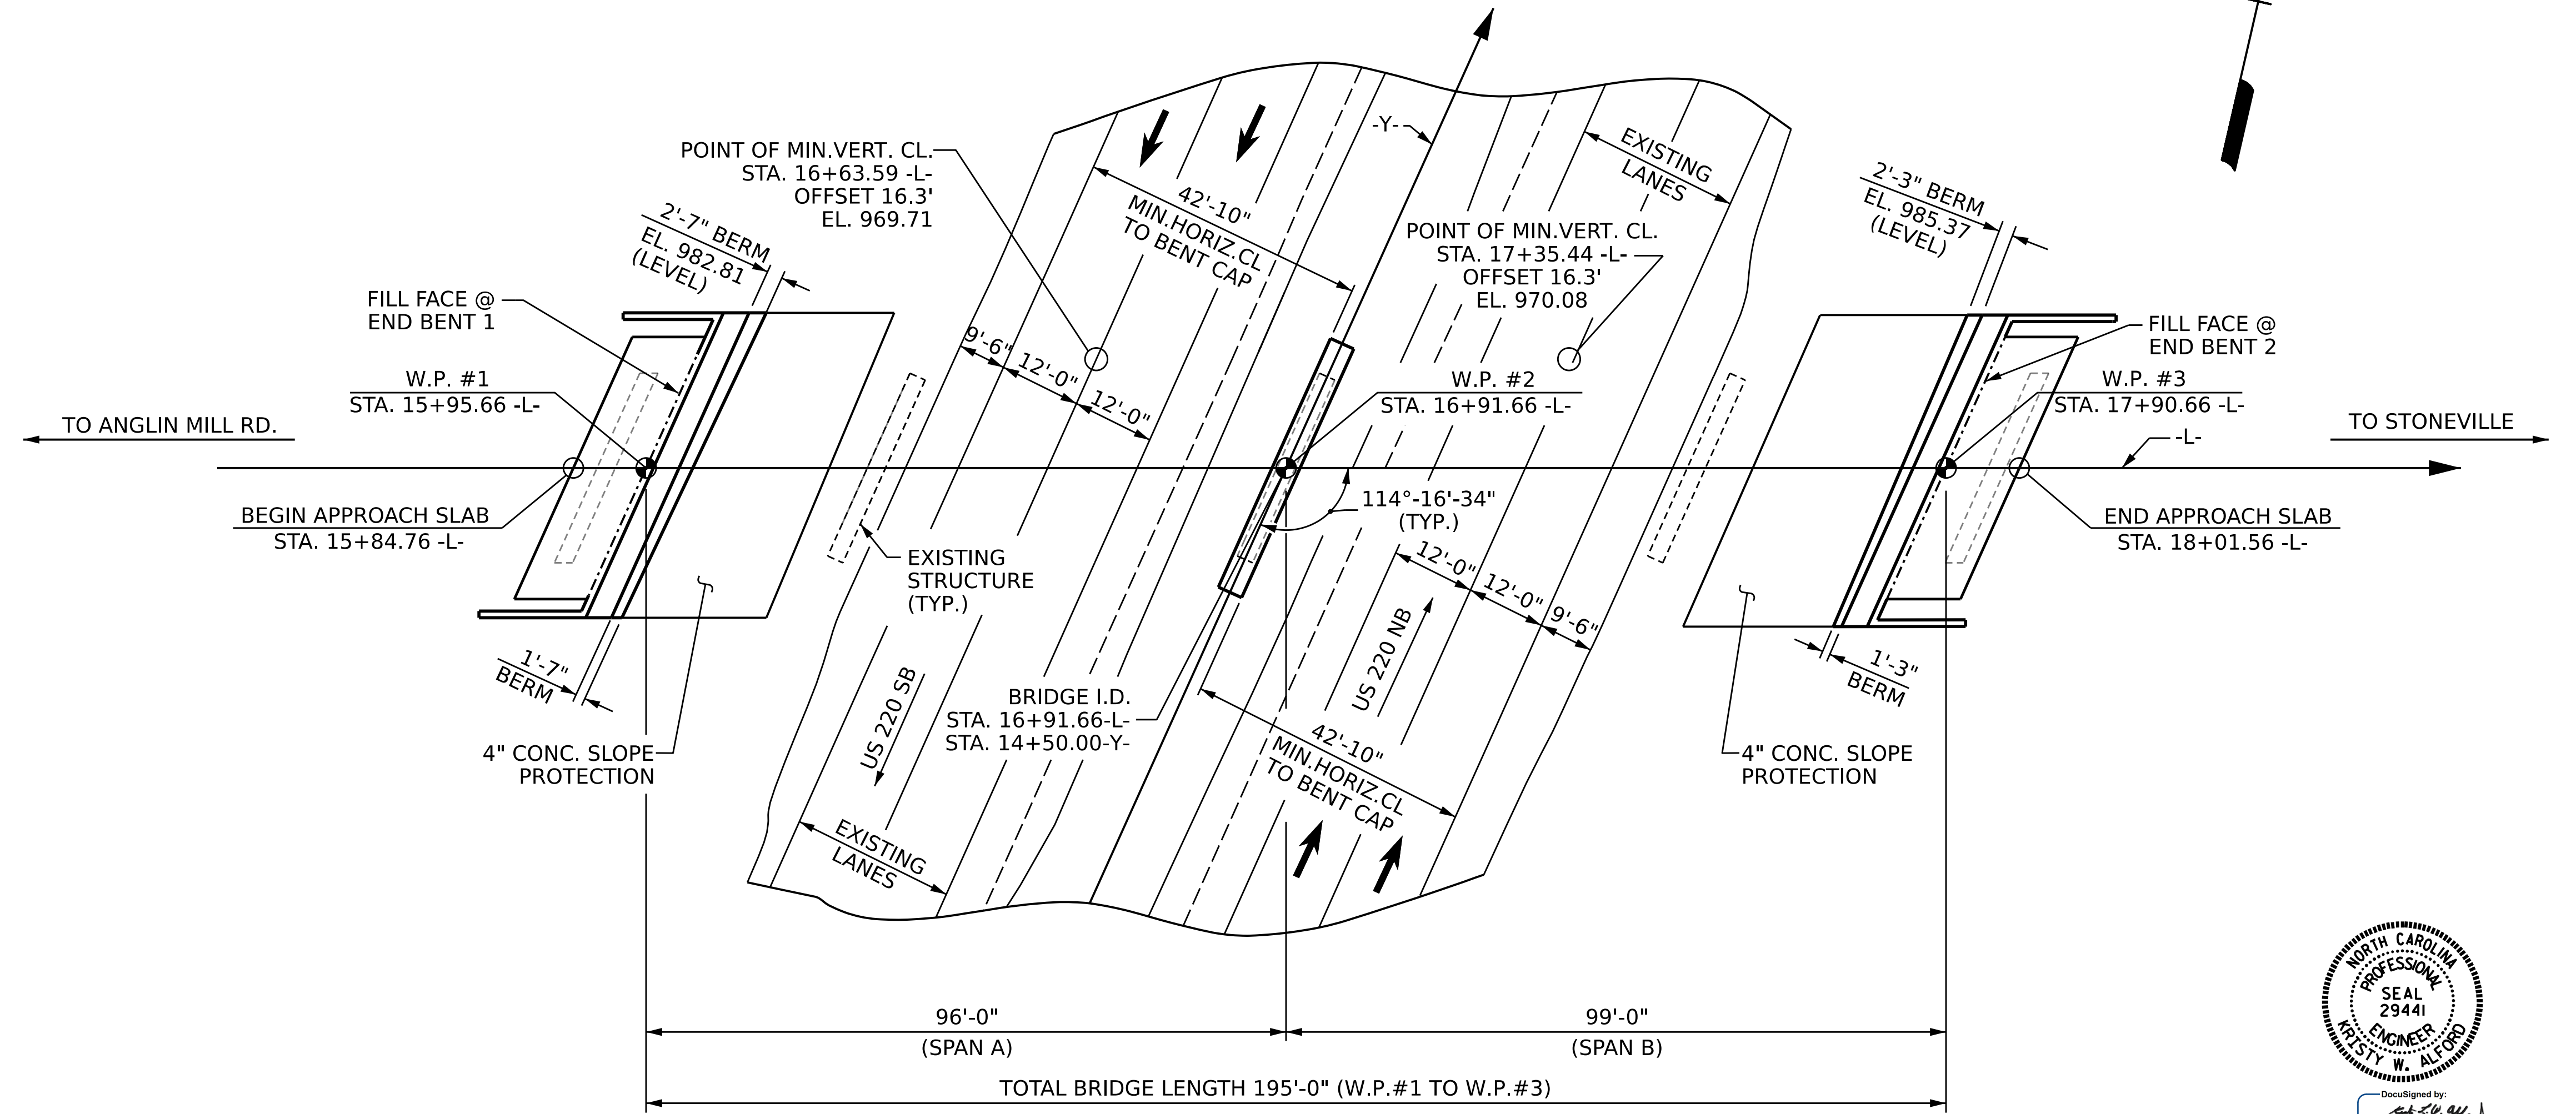 -Y-
EXISTING
LANES
POINT OF MIN.VERT. CL.
STA. 16+63.59 -L-
OFFSET 16.3'
EL. 969.71
42'-10"
MIN.HORIZ.CL
TO BENT CAP
2'-3" BERM
EL. 985.37
(LEVEL)
2'-7" BERM
EL. 982.81
(LEVEL)
POINT OF MIN.VERT. CL.
STA. 17+35.44 -L-
OFFSET 16.3'
EL. 970.08
FILL FACE @
END BENT 1
FILL FACE @
END BENT 2
9'-6"
12'-0"
12'-0"
W.P. #1
STA. 15+95.66 -L-
W.P. #2
STA. 16+91.66 -L-
W.P. #3
STA. 17+90.66 -L-
TO ANGLIN MILL RD.
TO STONEVILLE
-L-
BEGIN APPROACH SLAB
STA. 15+84.76 -L-
114°-16'-34"
(TYP.)
END APPROACH SLAB
STA. 18+01.56 -L-
EXISTING
STRUCTURE
(TYP.)
12'-0"
12'-0"
9'-6"
1'-7"
BERM
US 220 SB
US 220 NB
1'-3"
BERM
BRIDGE I.D.
STA. 16+91.66-L-
STA. 14+50.00-Y-
4" CONC. SLOPE
PROTECTION
42'-10"
MIN.HORIZ.CL
TO BENT CAP
4" CONC. SLOPE
PROTECTION
EXISTING
LANES
96'-0"
(SPAN A)
99'-0"
(SPAN B)
TOTAL BRIDGE LENGTH 195'-0" (W.P.#1 TO W.P.#3)
NORTH CAROLINA
PROFESSIONAL
SEAL
29441
ENGINEER
KRISTY W. ALFORD
DocuSigned by: